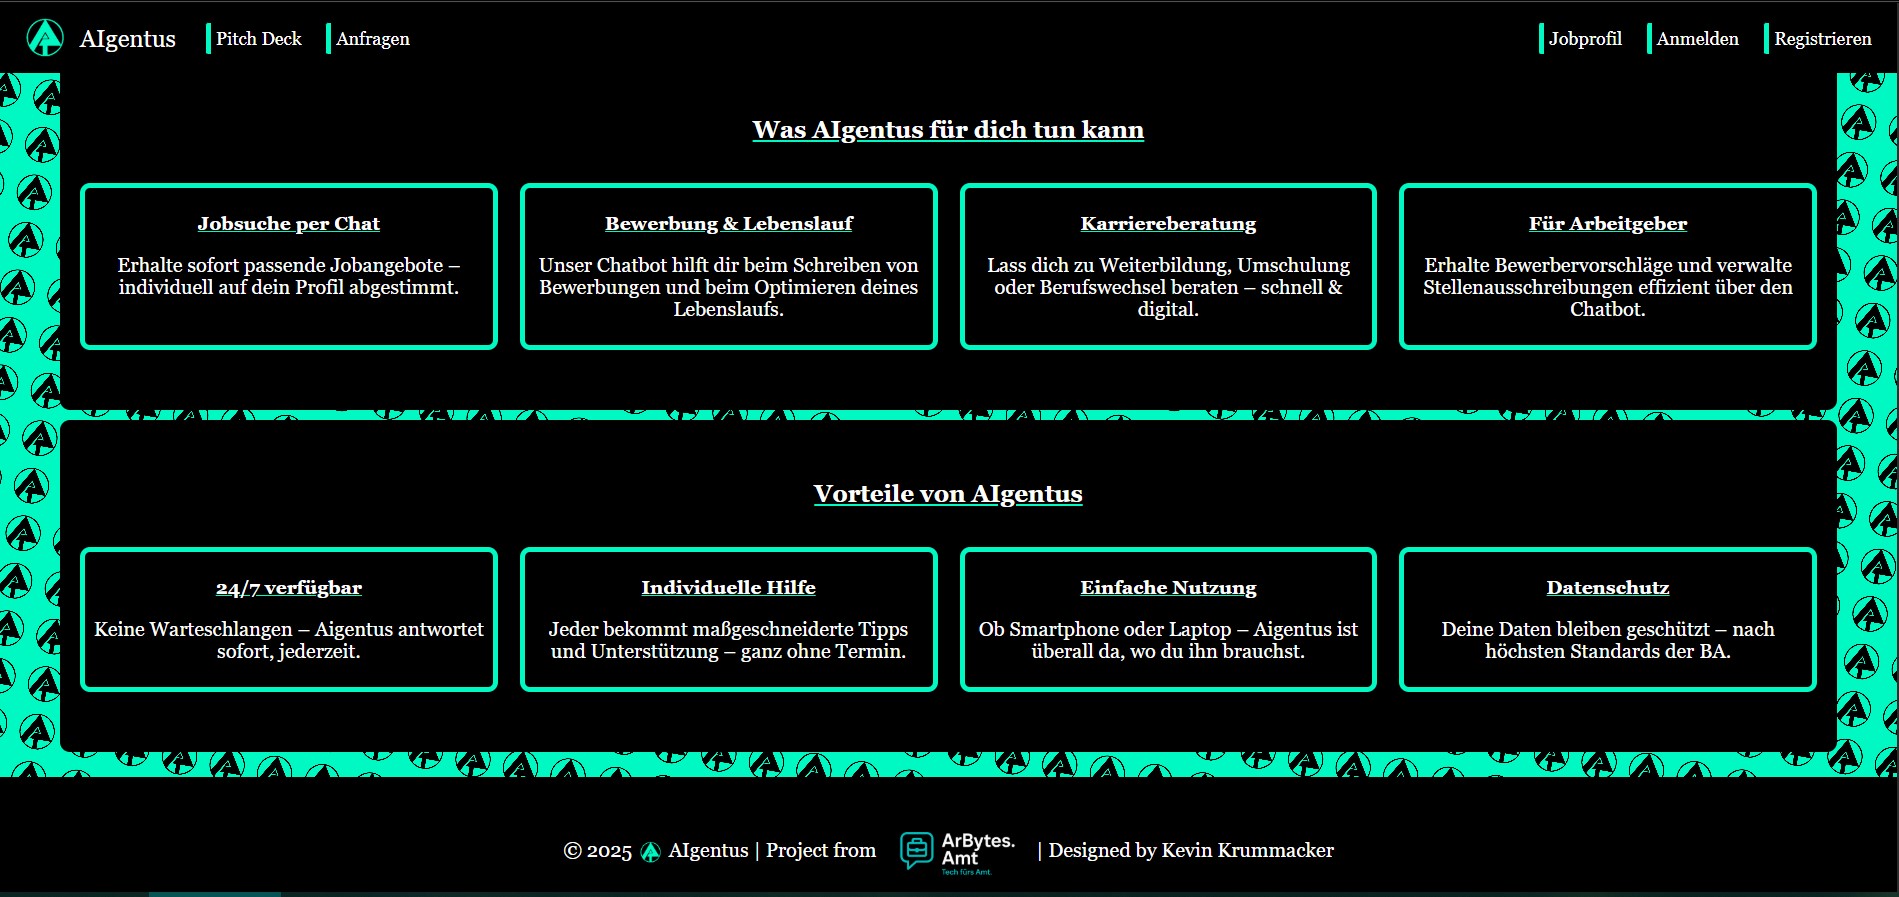 AIgentus Pitch Deck Anfragen Jobprofil Anmelden Registrieren
Was AIgentus für dich tun kann
Jobsuche per Chat
Erhalte sofort passende Jobangebote –
individuell auf dein Profil abgestimmt.
Bewerbung & Lebenslauf
Unser Chatbot hilft dir beim Schreiben von
Bewerbungen und beim Optimieren deines
Lebenslaufs.
Karriereberatung
Lass dich zu Weiterbildung, Umschulung
oder Berufswechsel beraten – schnell &
digital.
Für Arbeitgeber
Erhalte Bewerbervorschläge und verwalte
Stellenausschreibungen effizient über den
Chatbot.
Vorteile von AIgentus
24/7 verfügbar
Keine Warteschlangen – Aigentus antwortet
sofort, jederzeit.
Individuelle Hilfe
Jeder bekommt maßgeschneiderte Tipps
und Unterstützung – ganz ohne Termin.
Einfache Nutzung
Ob Smartphone oder Laptop – Aigentus ist
überall da, wo du ihn brauchst.
Datenschutz
Deine Daten bleiben geschützt – nach
höchsten Standards der BA.
© 2025 AIgentus | Project from
ArBytes.
Amt
Tech fürs Amt.
| Designed by Kevin Krummacker